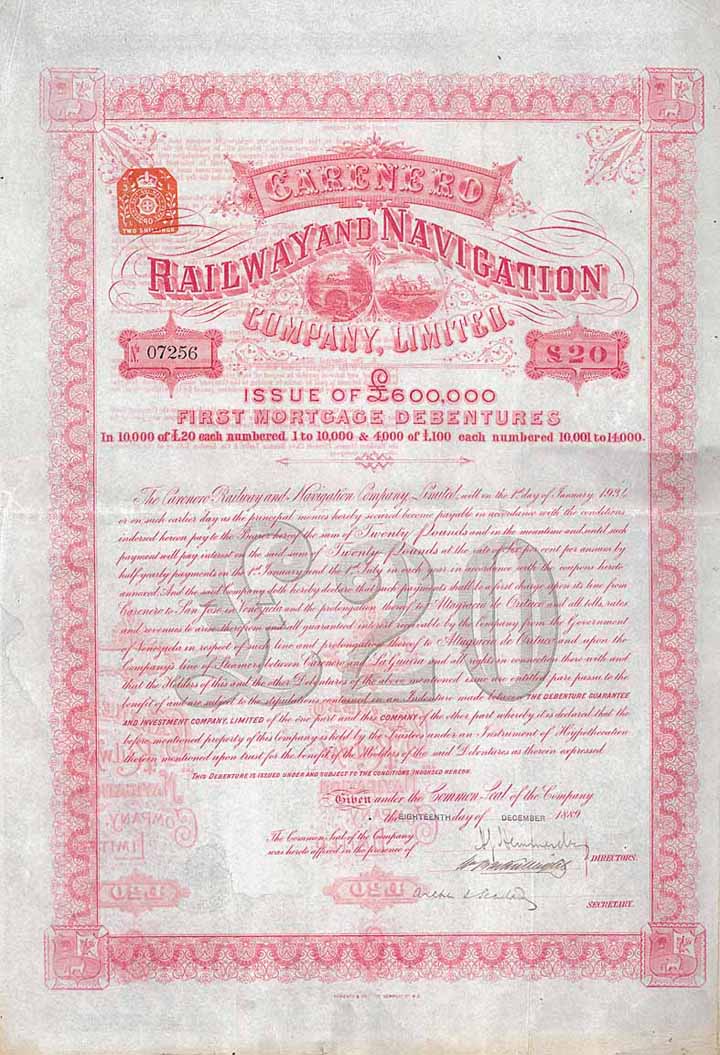 TWO SHILLINGS
CARENERO
RAILWAY AND NAVIGATION
COMPANY, LIMITED.
No 07256
£20
ISSUE OF £600,000
FIRST MORTGAGE DEBENTURES
In 10,000 of £20 each numbered 1 to 10,000 & 4,000 of £100 each numbered 10,001 to 14,000.
The Carenero Railway and Navigation Company Limited, will on the 1st day of January 1934
or on such earlier day as the principal monies hereby secured become payable in accordance with the conditions
indorsed hereon pay to the Bearer hereof the sum of Twenty Pounds and in the meantime and until such
payment will pay interest on the said sum of Twenty Pounds at the rate of Six per cent for annum by
half-yearly payments on the 1st January and the 1st July in each year in accordance with the coupons hereto
annexed And the said Company doth hereby declare that such payments shall be a first charge upon its line from
Carenero to San Jose in Venezuela and the prolongation thereof to Altagracia de Orituco and all tolls, rates
and revenues to arise therefrom and all guaranteed interest receivable by the Company from the Government
of Venezuela in respect of such line and prolongation thereof to Altagracia de Orituco and upon the
Company's line of Steamers between Carenero and La Guaira and all rights in connection therewith and
that the Holders of this and the other Debentures of the above mentioned issue are entitled pari passu to the
benefit of and are subject to the stipulations contained in an Indenture made between THE DEBENTURE GUARANTEE
AND INVESTMENT COMPANY, LIMITED of the one part and this COMPANY of the other part whereby it is declared that the
before mentioned property of this Company is held by the Trustees under an Instrument of Hypothecation
therein mentioned upon trust for the benefit of the Holders of the said Debentures as therein expressed
THIS DEBENTURE IS ISSUED UNDER AND SUBJECT TO THE CONDITIONS INDORSED HEREON.
£20
Given under the Common Seal of the Company
the EIGHTEENTH day of DECEMBER 1889
The Common Seal of the Company
was hereto affixed in the presence of
DIRECTORS.
SECRETARY.